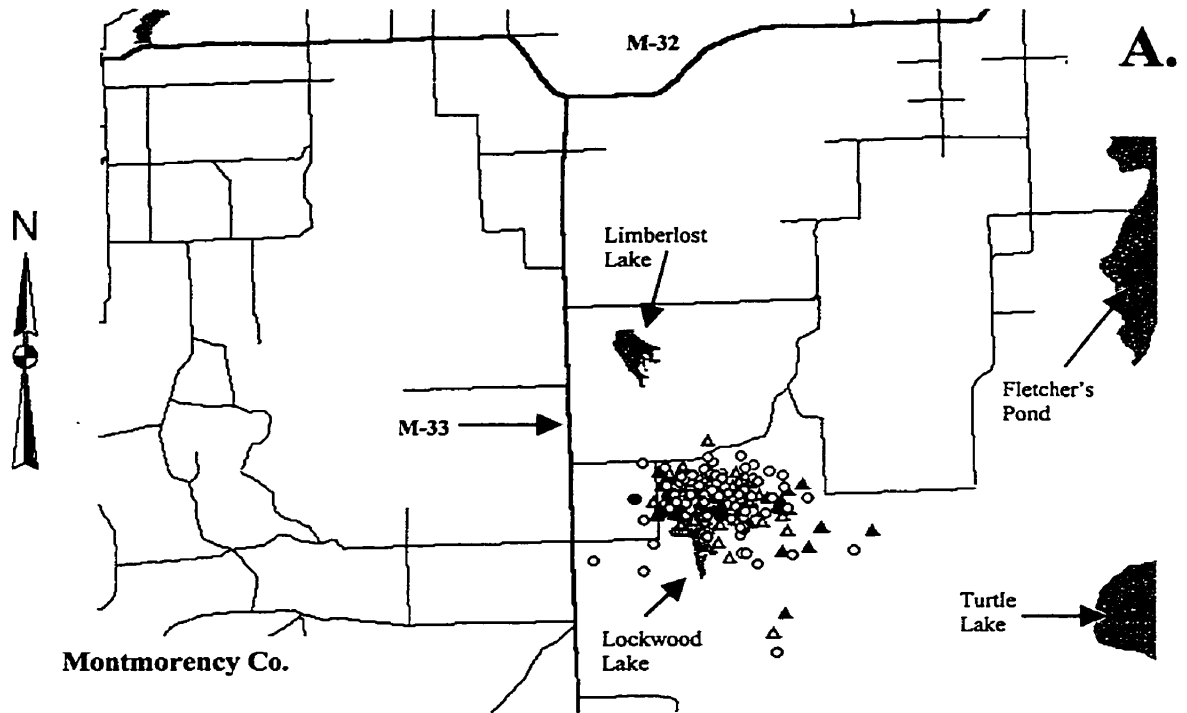 M-32
A.
N
Limberlost
Lake
Fletcher's
Pond
M-33
Turtle
Lake
Lockwood
Lake
Montmorency Co.